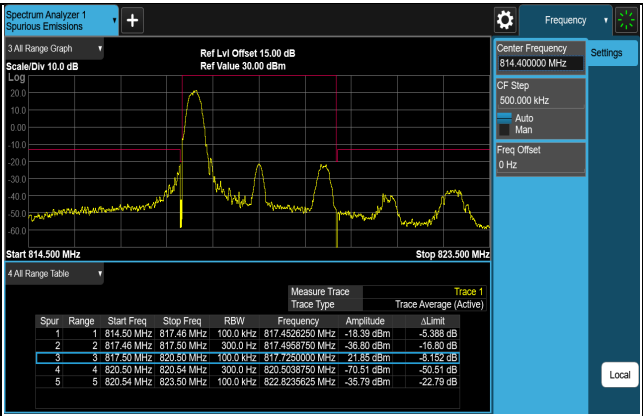 Spectrum Analyzer 1
Spurious Emissions
Frequency
3 All Range Graph
Ref Lvl Offset 15.00 dB
Scale/Div 10.0 dB
Ref Value 30.00 dBm
Log
20.0
10.0
0.00
-10.0
-20.0
-30.0
-40.0
-50.0
-60.0
Start 814.500 MHz
Stop 823.500 MHz
4 All Range Table
Measure Trace Trace 1
Trace Type Trace Average (Active)
Spur Range Start Freq Stop Freq RBW Frequency Amplitude ΔLimit
1 1 814.50 MHz 817.46 MHz 100.0 kHz 817.4526250 MHz -18.39 dBm -5.388 dB
2 2 817.46 MHz 817.50 MHz 300.0 Hz 817.4958750 MHz -36.80 dBm -16.80 dB
3 3 817.50 MHz 820.50 MHz 100.0 kHz 817.7250000 MHz 21.85 dBm -8.152 dB
4 4 820.50 MHz 820.54 MHz 300.0 Hz 820.5038750 MHz -70.51 dBm -50.51 dB
5 5 820.54 MHz 823.50 MHz 100.0 kHz 822.8235625 MHz -35.79 dBm -22.79 dB
Center Frequency
814.400000 MHz
Settings
CF Step
500.000 kHz
Auto
Man
Freq Offset
0 Hz
Local